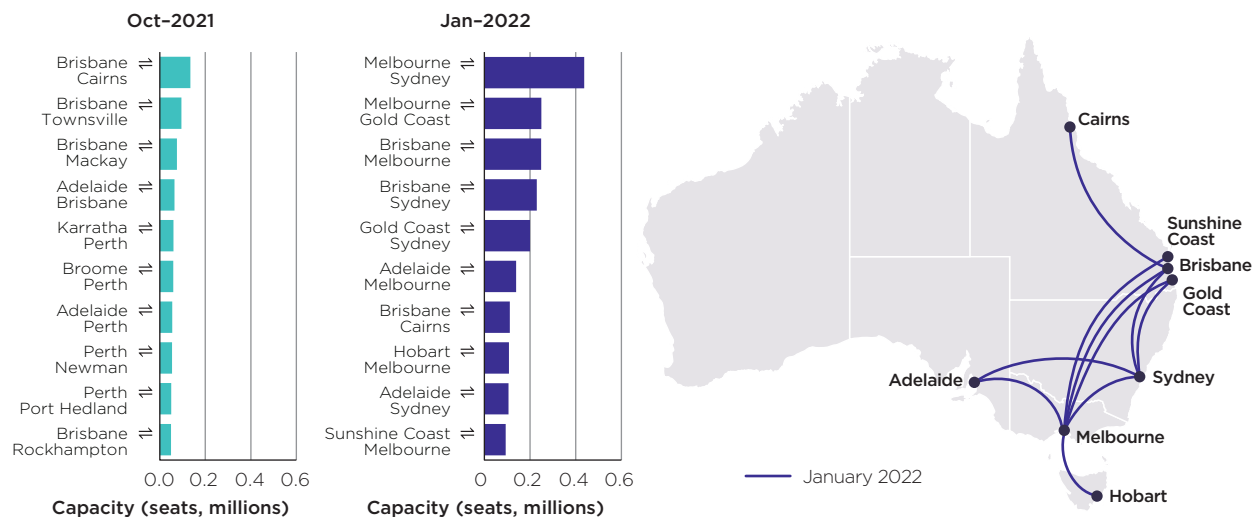 Oct–2021
Brisbane ⇌
Cairns
Brisbane ⇌
Townsville
Brisbane ⇌
Mackay
Adelaide ⇌
Brisbane
Karratha ⇌
Perth
Broome ⇌
Perth
Adelaide ⇌
Perth
Perth ⇌
Newman
Perth ⇌
Port Hedland
Brisbane ⇌
Rockhampton
0.0 0.2 0.4 0.6
Capacity (seats, millions)
Jan–2022
Melbourne ⇌
Sydney
Melbourne ⇌
Gold Coast
Brisbane ⇌
Melbourne
Brisbane ⇌
Sydney
Gold Coast ⇌
Sydney
Adelaide ⇌
Melbourne
Brisbane ⇌
Cairns
Hobart ⇌
Melbourne
Adelaide ⇌
Sydney
Sunshine Coast ⇌
Melbourne
0 0.2 0.4 0.6
Capacity (seats, millions)
Cairns
Sunshine
Coast
Brisbane
Gold
Coast
Adelaide
Sydney
Melbourne
January 2022
Hobart